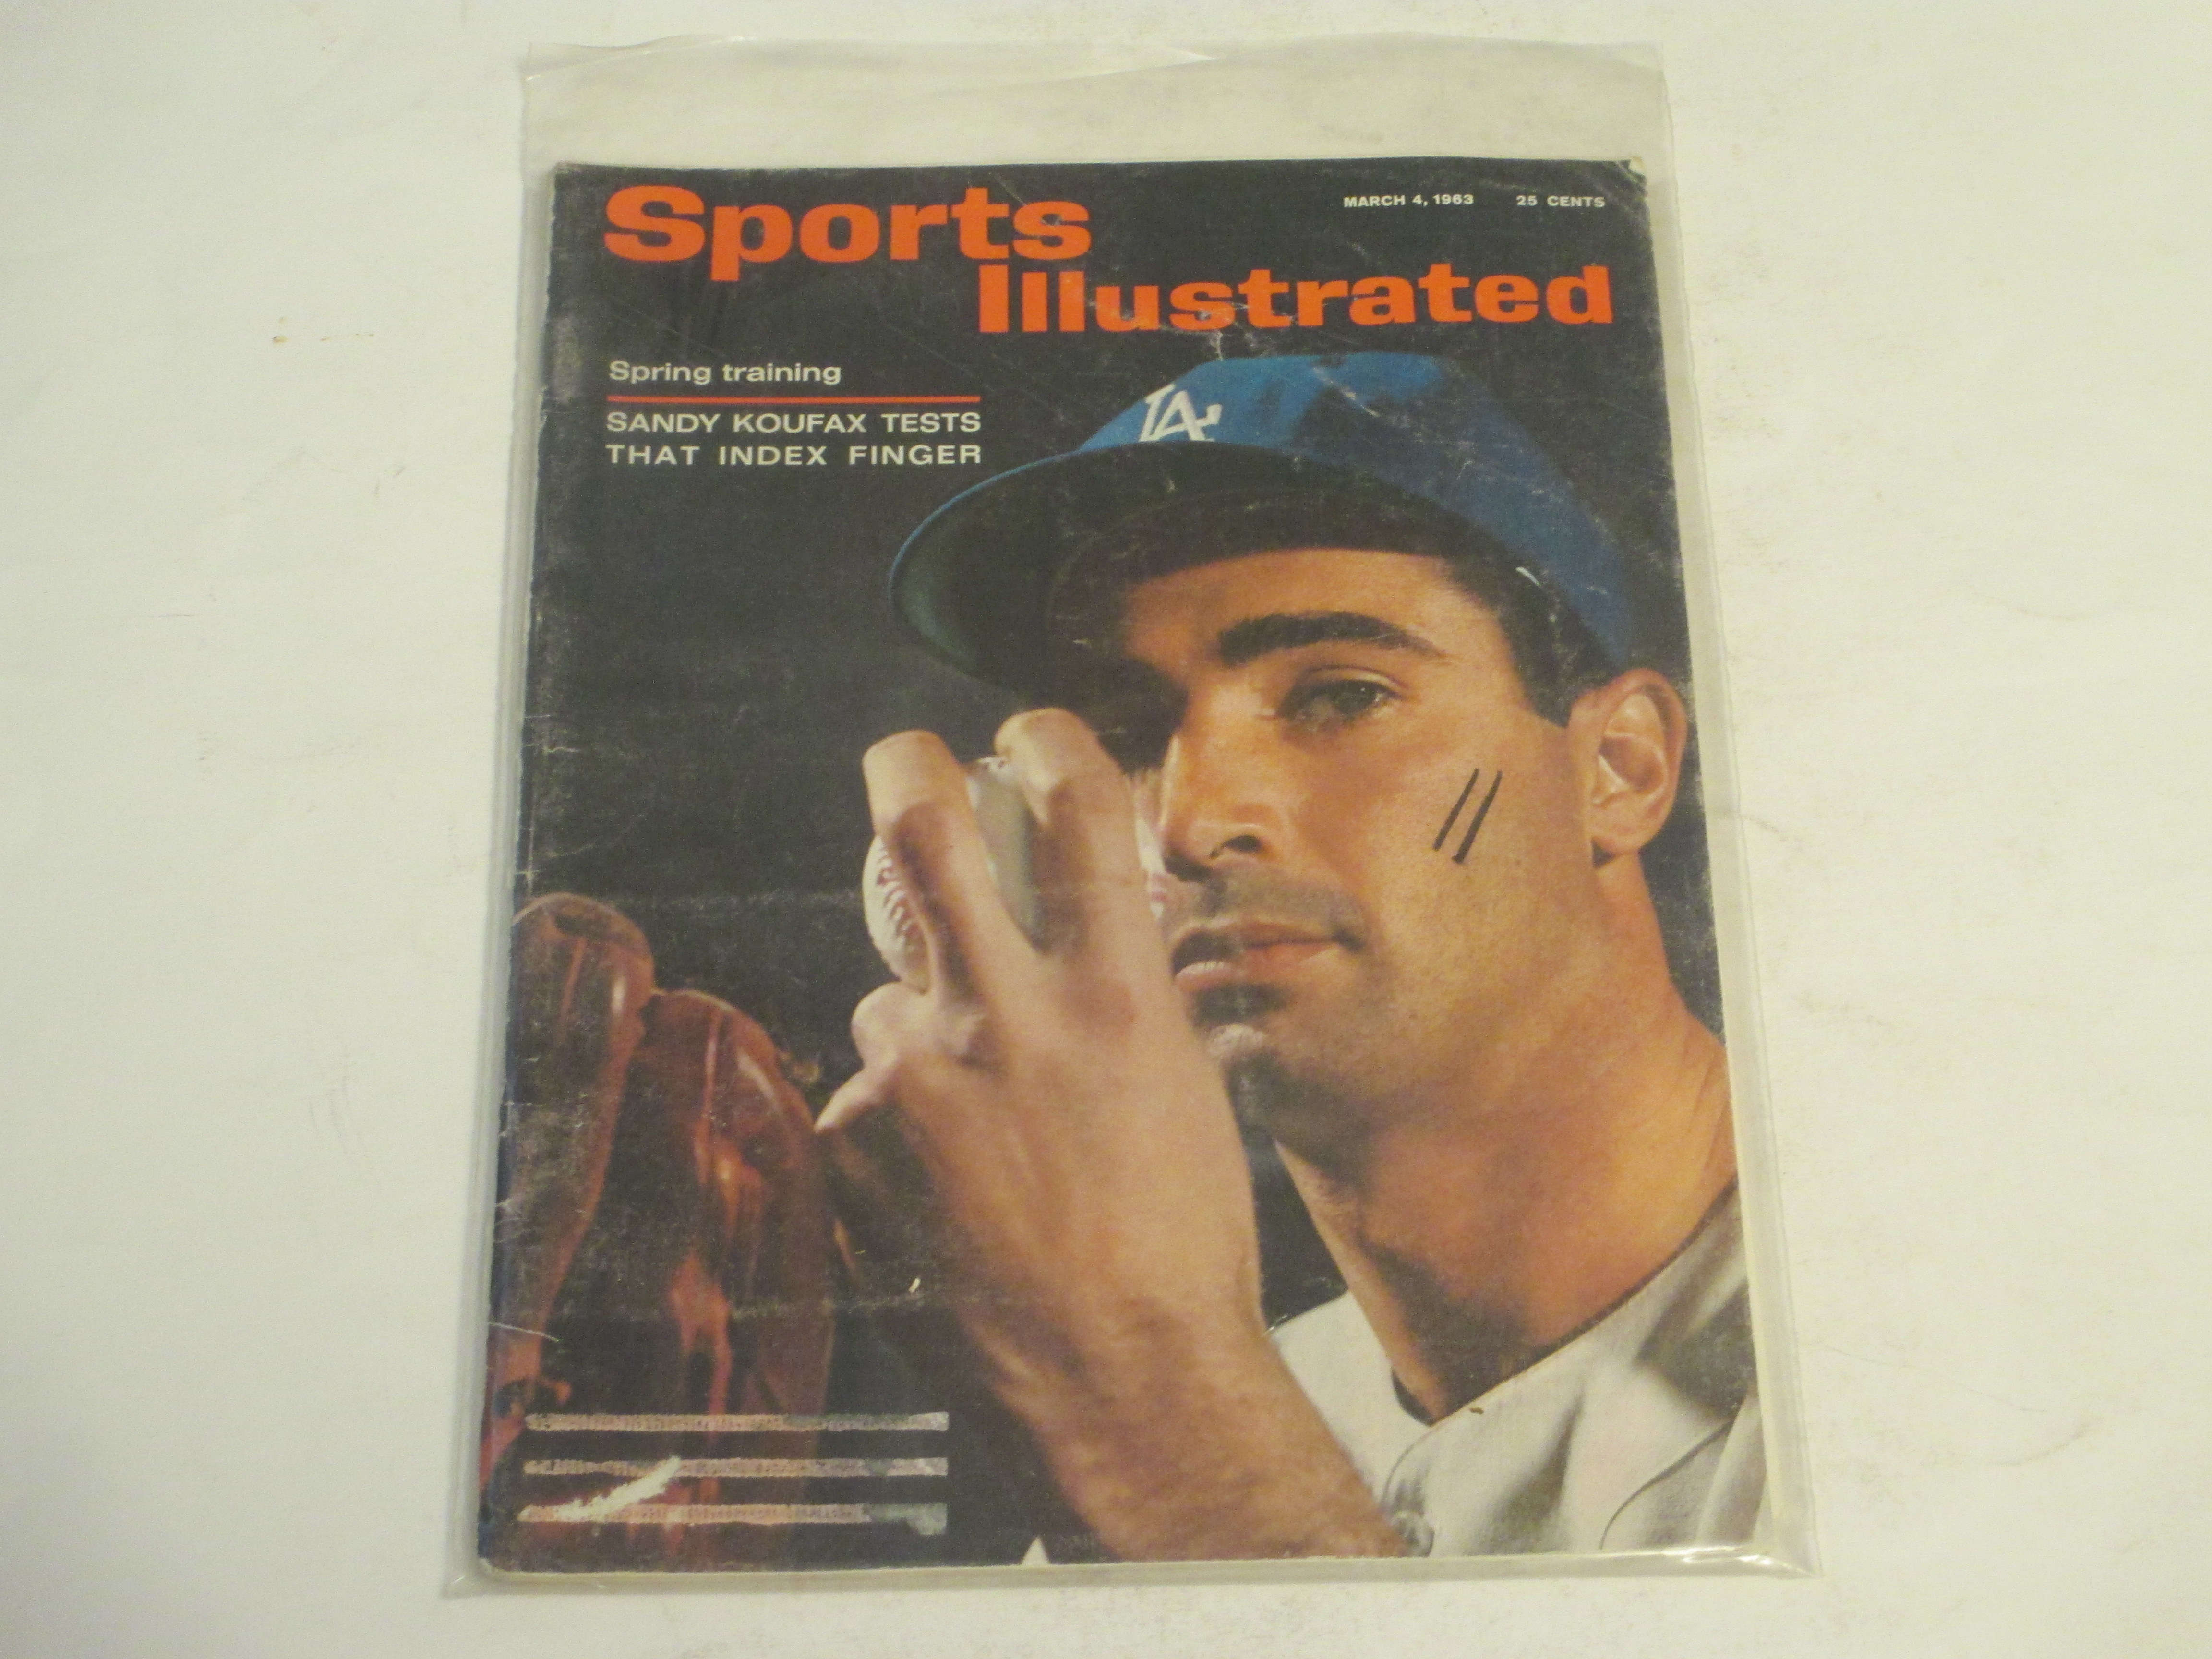 Sports
Illustrated
MARCH 4, 1963 25 CENTS
Spring training
SANDY KOUFAX TESTS
THAT INDEX FINGER
LA